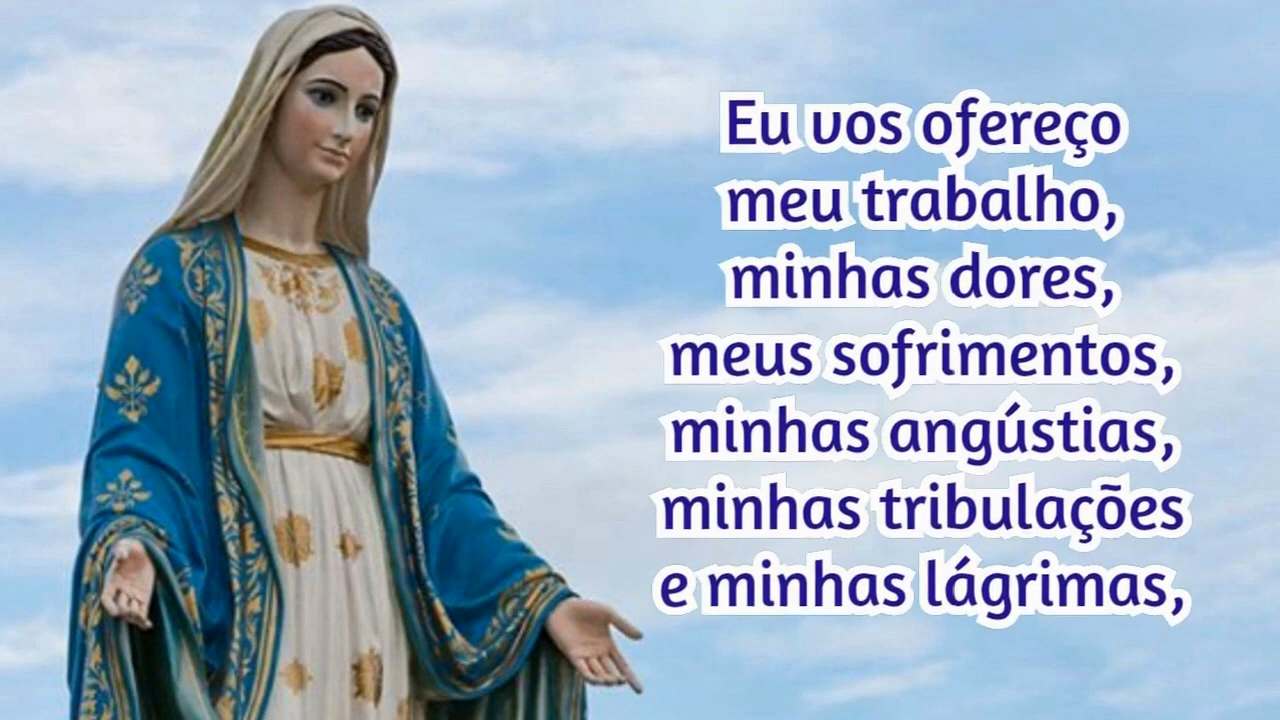 Eu vos ofereço
meu trabalho,
minhas dores,
meus sofrimentos,
minhas angústias,
minhas tribulações
e minhas lágrimas,